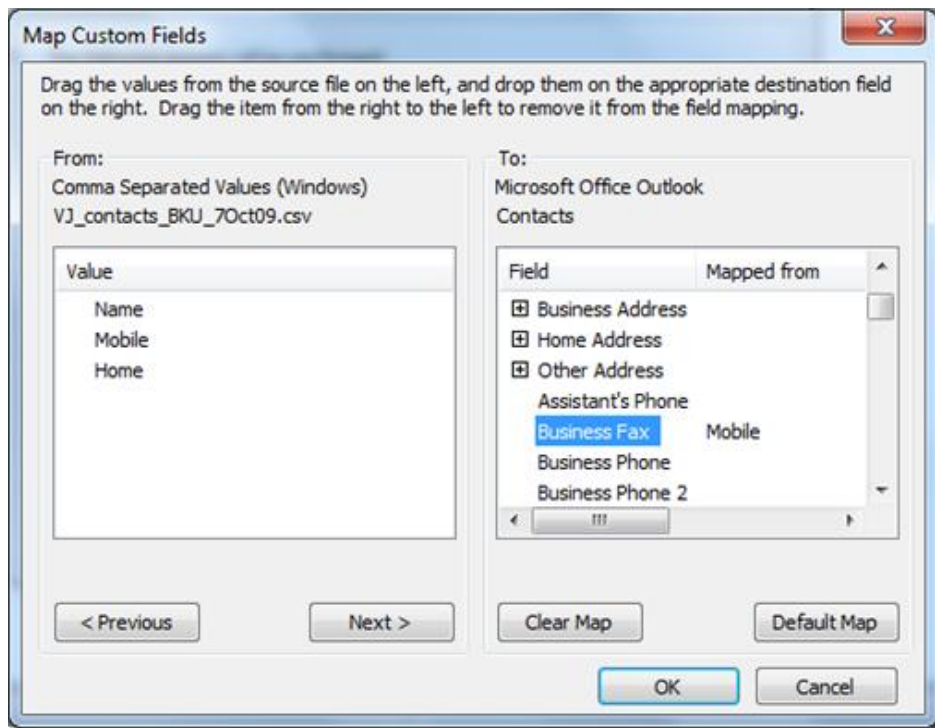 Map Custom Fields
Drag the values from the source file on the left, and drop them on the appropriate destination field
on the right. Drag the item from the right to the left to remove it from the field mapping.
From:
Comma Separated Values (Windows)
VJ_contacts_BKU_7Oct09.csv
Value
Name
Mobile
Home
< Previous
Next >
To:
Microsoft Office Outlook
Contacts
Field Mapped from
Business Address
Home Address
Other Address
Assistant's Phone
Business Fax Mobile
Business Phone
Business Phone 2
Clear Map
Default Map
OK
Cancel